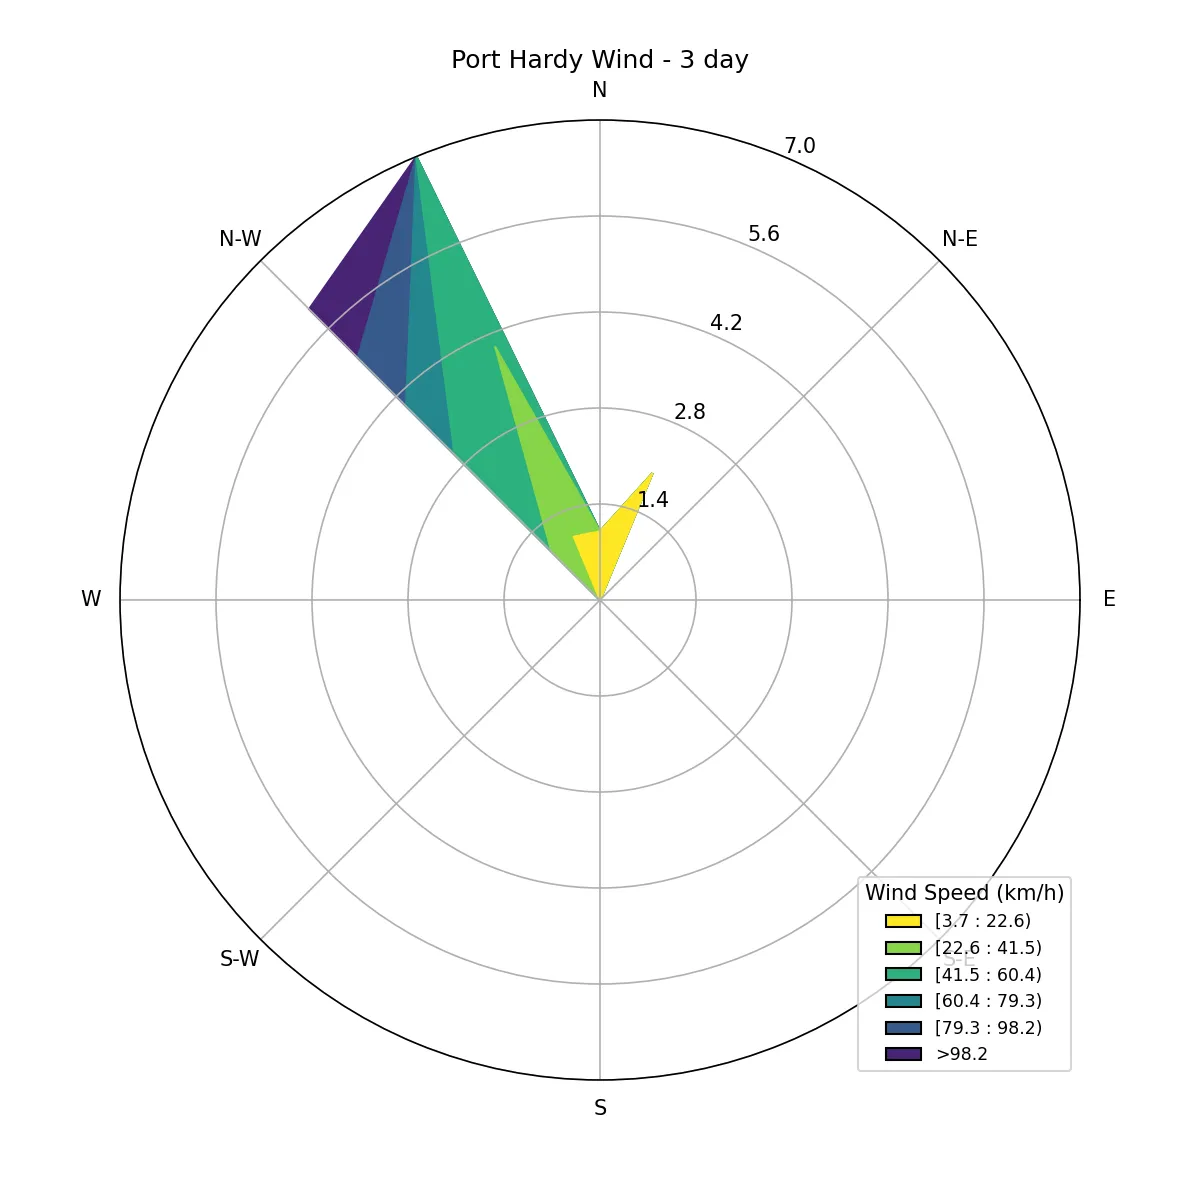 Port Hardy Wind - 3 day
N
7.0
N-W
N-E
5.6
4.2
2.8
1.4
W
E
S-W
S-E
S
Wind Speed (km/h)
[3.7 : 22.6)
[22.6 : 41.5)
[41.5 : 60.4)
[60.4 : 79.3)
[79.3 : 98.2)
>98.2